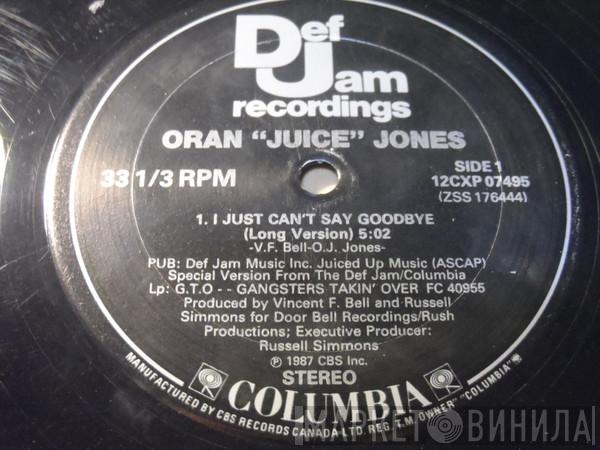 Def
Jam
recordings
ORAN "JUICE" JONES
33 1/3 RPM
SIDE 1
12CXP 07495
(ZSS 176444)
1. I JUST CAN'T SAY GOODBYE
(Long Version) 5:02
-V.F. Bell-O.J. Jones-
PUB: Def Jam Music Inc. Juiced Up Music (ASCAP)
Special Version From The Def Jam/Columbia
Lp: G.T.O - - GANGSTERS TAKIN' OVER FC 40955
Produced by Vincent F. Bell and Russell
Simmons for Door Bell Recordings/Rush
Productions; Executive Producer:
Russell Simmons
℗ 1987 CBS Inc.
STEREO
COLUMBIA
MANUFACTURED BY CBS RECORDS CANADA LTD. REG. T.M. OWNER "COLUMBIA"
МАРКЕТ ВИНИЛА